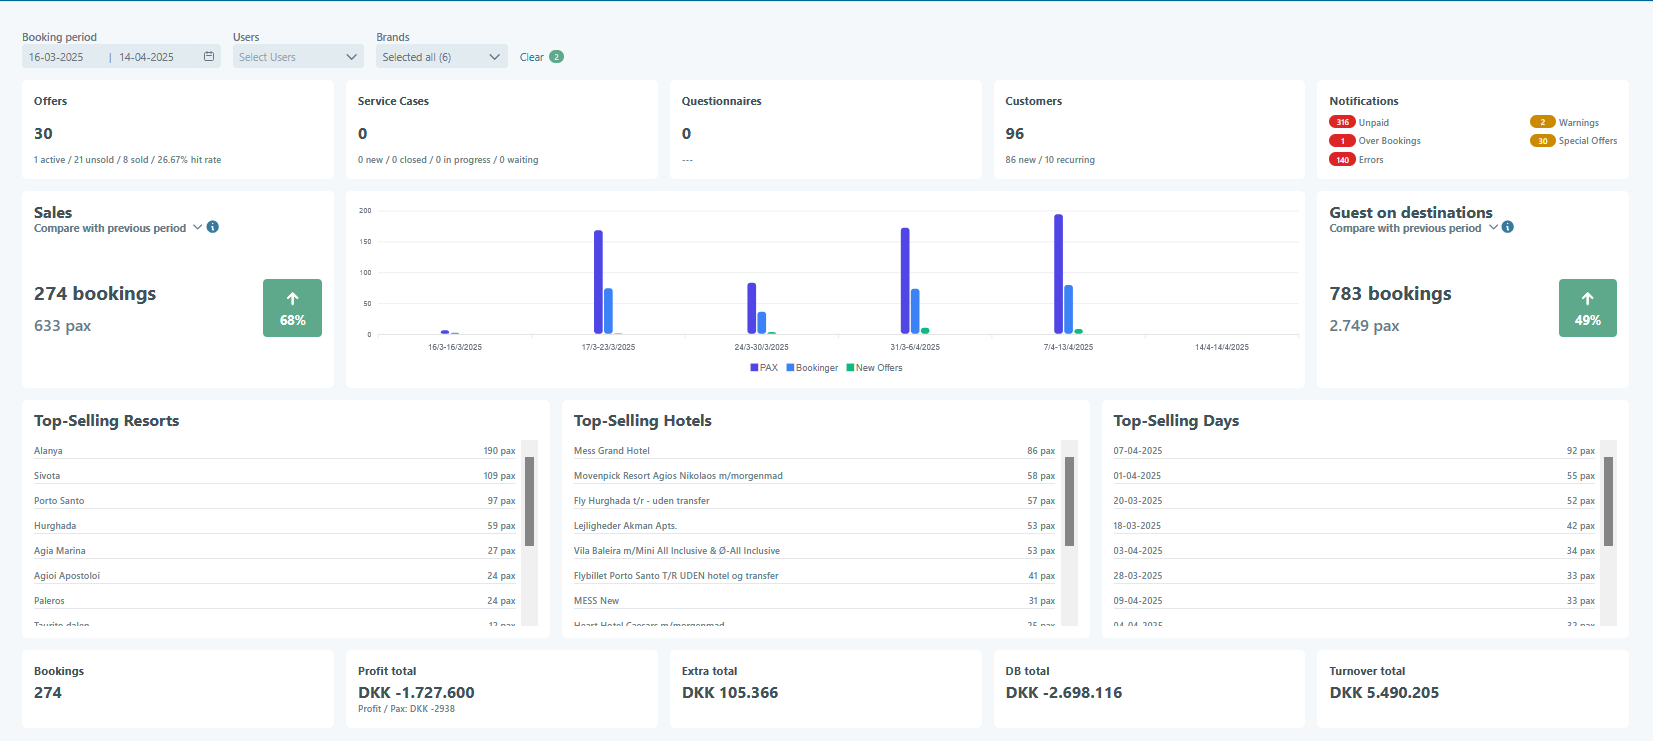 Booking period
Users
Brands
16-03-2025 | 14-04-2025
Select Users
Selected all (6)
Clear 2
Offers
30
1 active / 21 unsold / 8 sold / 26.67% hit rate
Service Cases
0
0 new / 0 closed / 0 in progress / 0 waiting
Questionnaires
0
---
Customers
96
86 new / 10 recurring
Notifications
316 Unpaid
2 Warnings
1 Over Bookings
30 Special Offers
140 Errors
Sales
Compare with previous period
274 bookings
633 pax
68%
200
150
100
50
0
16/3-16/3/2025
17/3-23/3/2025
24/3-30/3/2025
31/3-6/4/2025
7/4-13/4/2025
14/4-14/4/2025
PAX Bookinger New Offers
Guest on destinations
Compare with previous period
783 bookings
2.749 pax
49%
Top-Selling Resorts
Alanya 190 pax
Sivota 109 pax
Porto Santo 97 pax
Hurghada 59 pax
Agia Marina 27 pax
Agioi Apostoloi 24 pax
Paleros 24 pax
Taurito dalen 12 pax
Top-Selling Hotels
Mess Grand Hotel 86 pax
Movenpick Resort Agios Nikolaos m/morgenmad 58 pax
Fly Hurghada t/r - uden transfer 57 pax
Lejligheder Akman Apts. 53 pax
Vila Baleira m/Mini All Inclusive & Ø-All Inclusive 53 pax
Flybillet Porto Santo T/R UDEN hotel og transfer 41 pax
MESS New 31 pax
Heart Hotel Caesars m/morgenmad pax
Top-Selling Days
07-04-2025 92 pax
01-04-2025 55 pax
20-03-2025 52 pax
18-03-2025 42 pax
03-04-2025 34 pax
28-03-2025 33 pax
09-04-2025 33 pax
04-04-2025 32 pax
Bookings
274
Profit total
DKK -1.727.600
Profit / Pax: DKK -2938
Extra total
DKK 105.366
DB total
DKK -2.698.116
Turnover total
DKK 5.490.205